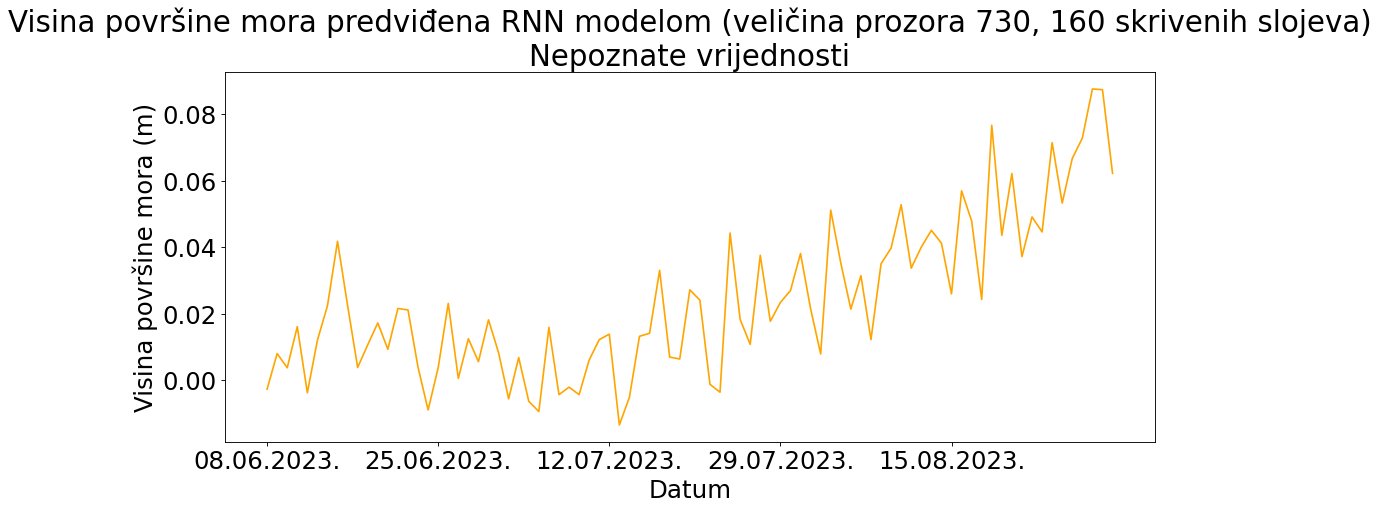 Visina površine mora predviđena RNN modelom (veličina prozora 730, 160 skrivenih slojeva)
Nepoznate vrijednosti
Visina površine mora (m)
0.08
0.06
0.04
0.02
0.00
08.06.2023. 25.06.2023. 12.07.2023. 29.07.2023. 15.08.2023.
Datum